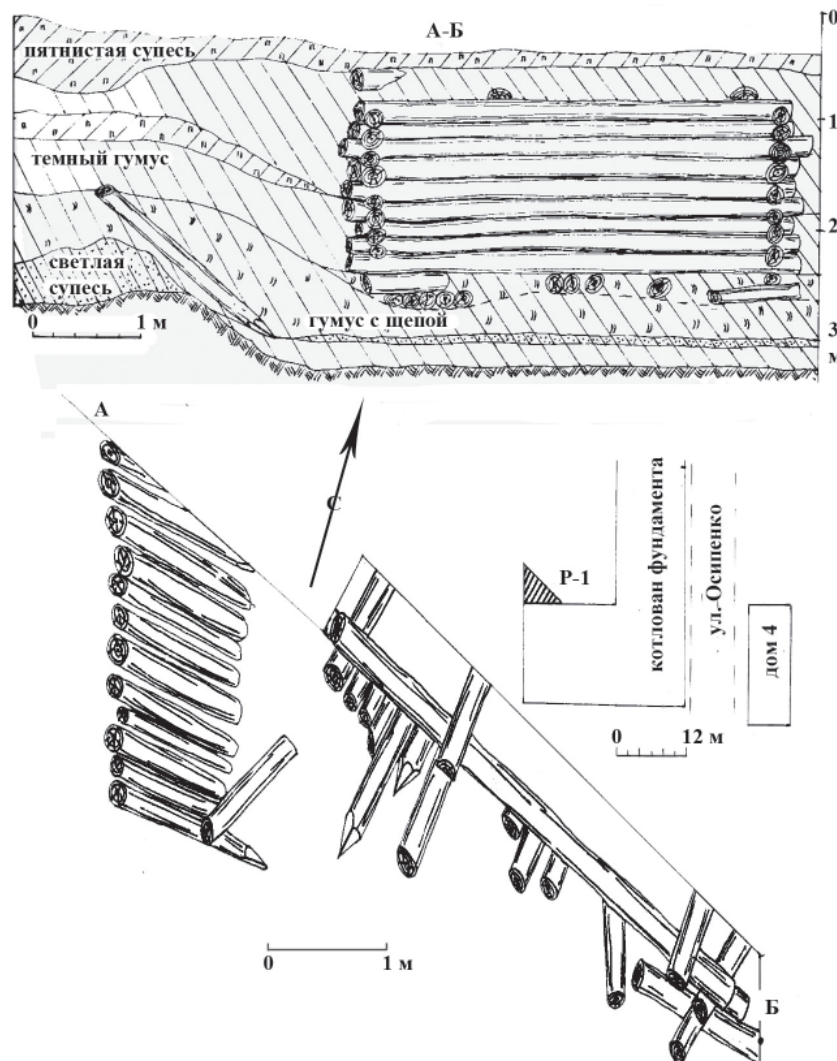 А-Б
0
пятнистая супесь
1
темный гумус
2
светлая
супесь
0 1 м
гумус с щепой
3
м
А
С
Р-1
котлован фундамента
ул. Осипенко
дом 4
0 12 м
0 1 м
Б